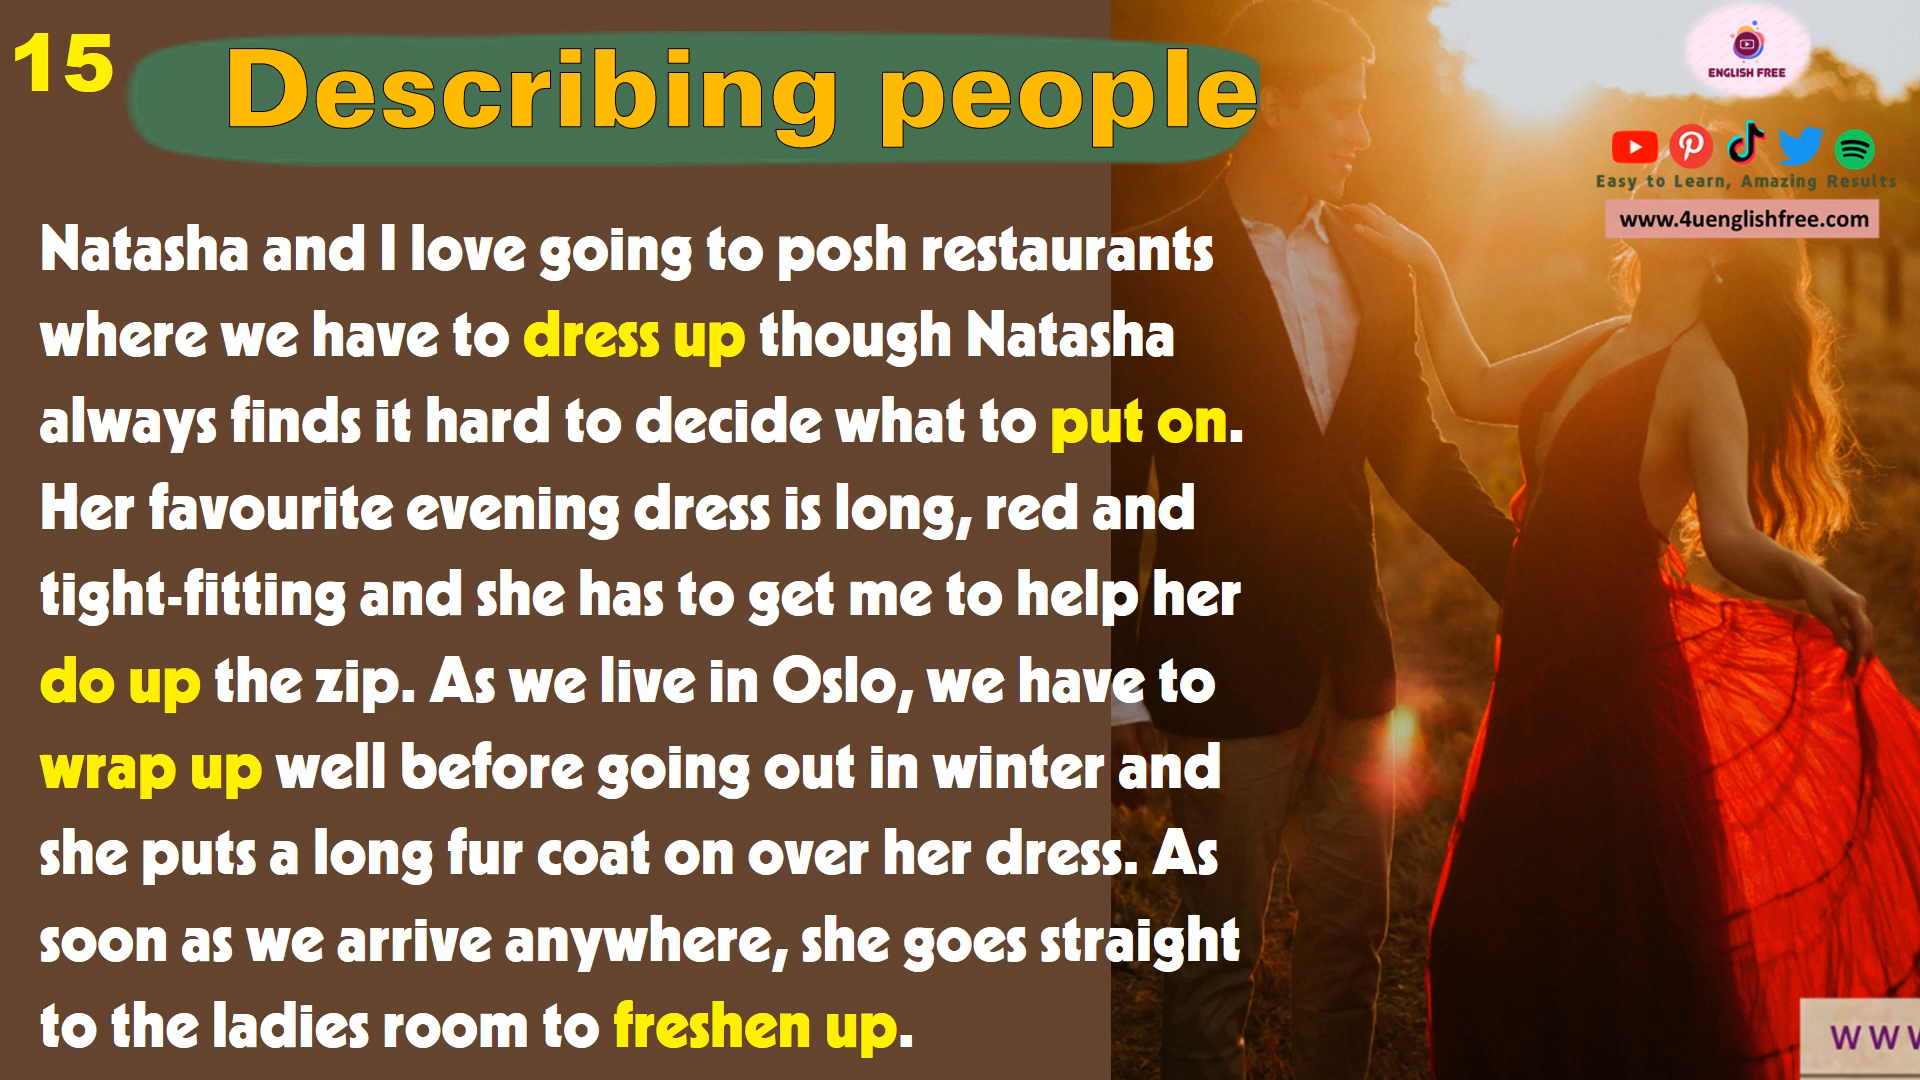 15
Describing people
ENGLISH FREE
Easy to Learn, Amazing Results
www.4uenglishfree.com
Natasha and I love going to posh restaurants
where we have to dress up though Natasha
always finds it hard to decide what to put on.
Her favourite evening dress is long, red and
tight-fitting and she has to get me to help her
do up the zip. As we live in Oslo, we have to
wrap up well before going out in winter and
she puts a long fur coat on over her dress. As
soon as we arrive anywhere, she goes straight
to the ladies room to freshen up.